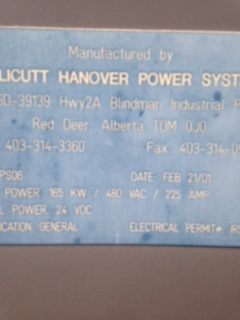 Manufactured by
LICUTT HANOVER POWER SYST
6D-39139 Hwy2A Blindman Industrial P
Red Deer, Alberta T0M 0J0
403-314-3360 Fax 403-314-0
PS06 DATE FEB 21/01
POWER 165 KW / 480 VAC / 225 AMP
L POWER 24 VDC
ICATION GENERAL ELECTRICAL PERMIT# IRS